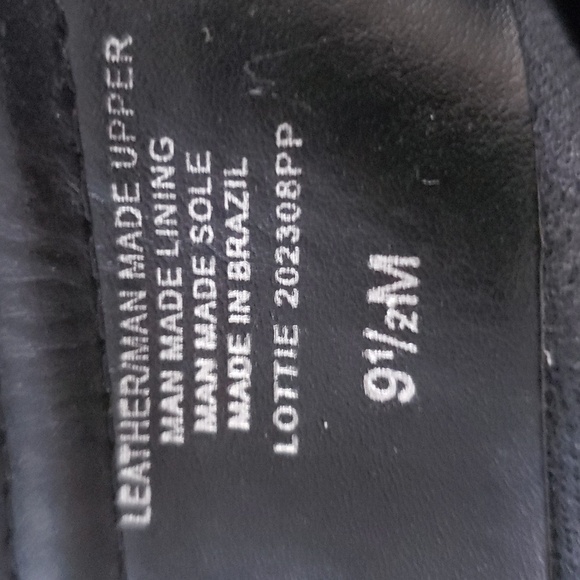 LEATHER/MAN MADE UPPER
MAN MADE LINING
MAN MADE SOLE
MADE IN BRAZIL
LOTTIE 202308PP
9½M